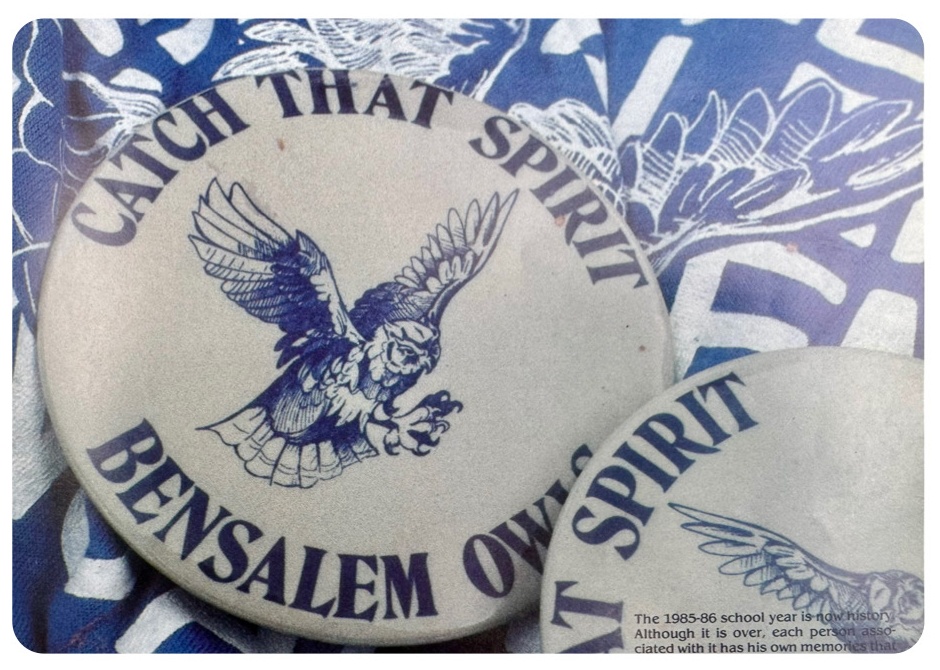 CATCH THAT SPIRIT
BENSALEM OWLS
AT SPIRIT
The 1985-86 school year is now history.
Although it is over, each person asso-
ciated with it has his own memories that